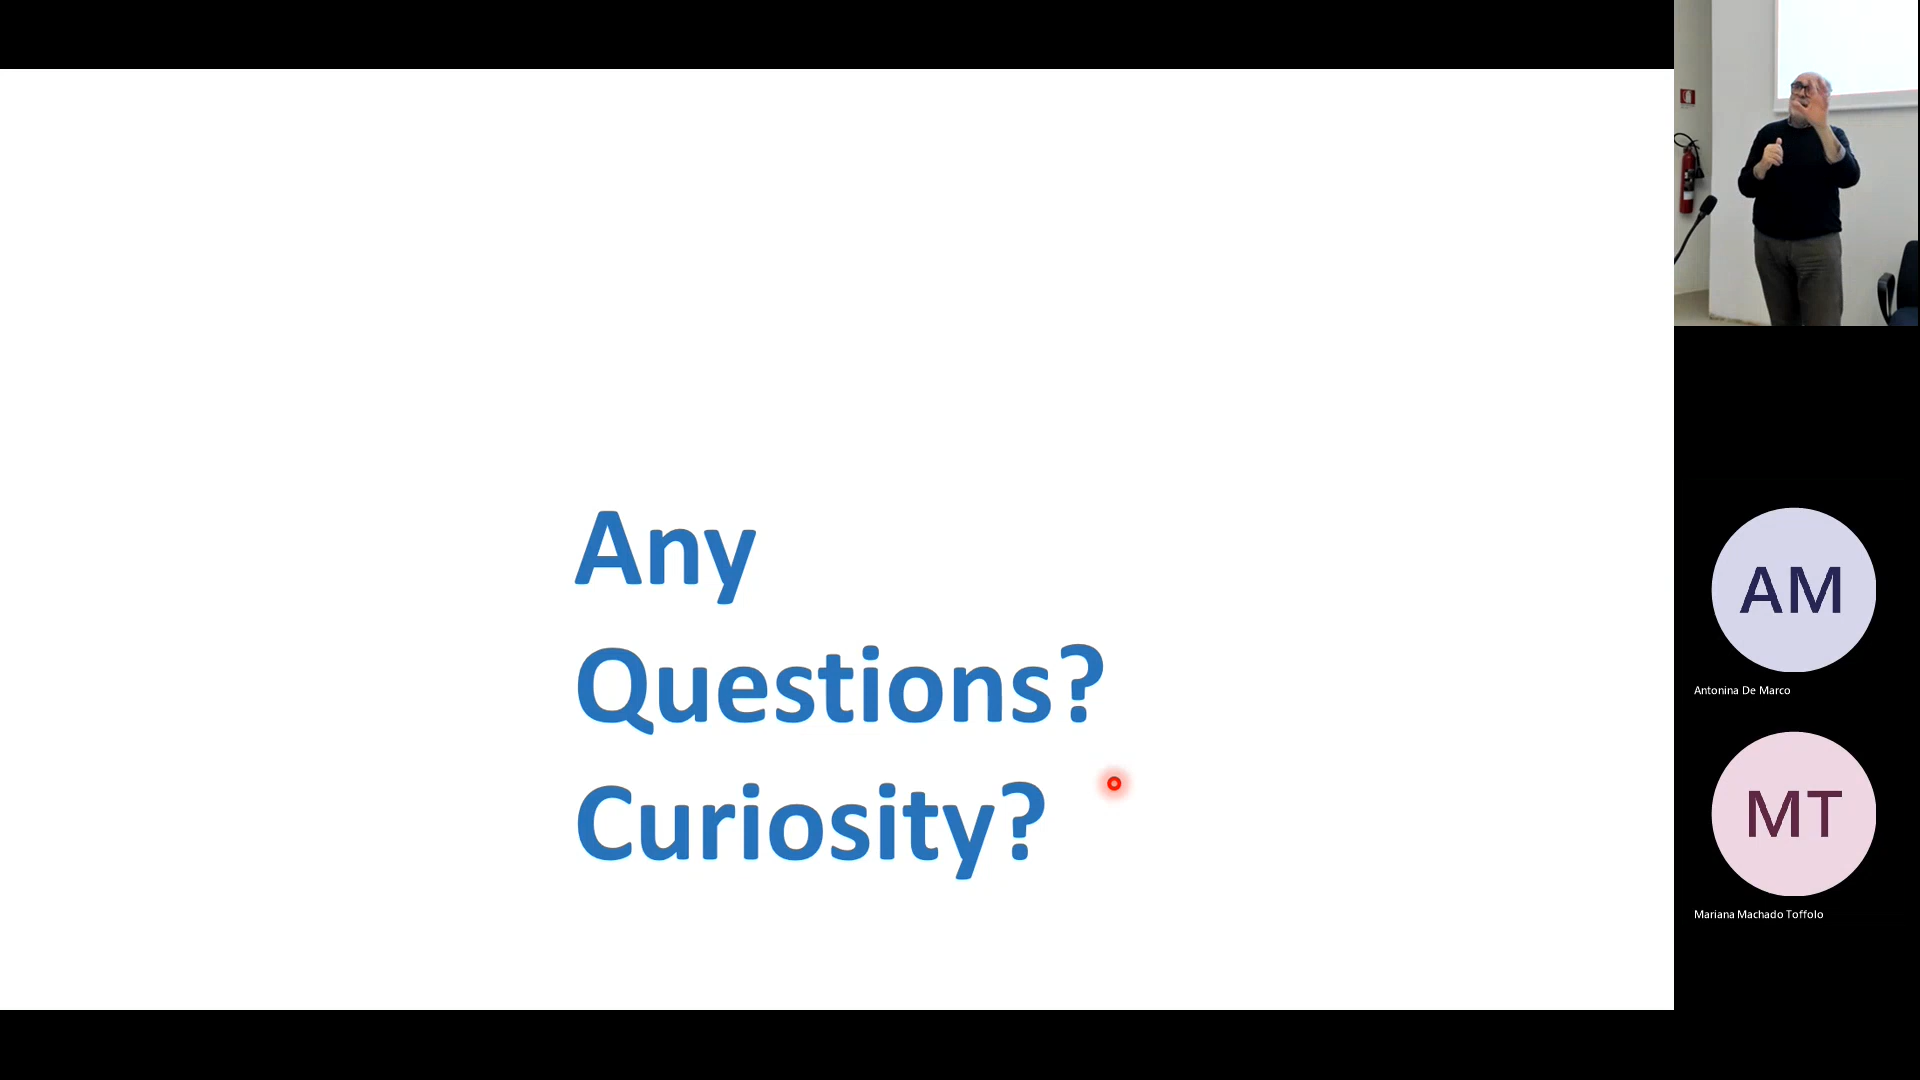 Any
Questions?
Curiosity?
AM
Antonina De Marco
MT
Mariana Machado Toffolo